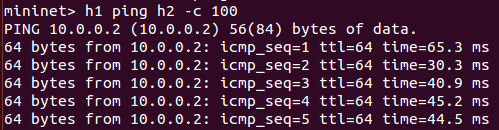 mininet> h1 ping h2 -c 100
PING 10.0.0.2 (10.0.0.2) 56(84) bytes of data.
64 bytes from 10.0.0.2: icmp_seq=1 ttl=64 time=65.3 ms
64 bytes from 10.0.0.2: icmp_seq=2 ttl=64 time=30.3 ms
64 bytes from 10.0.0.2: icmp_seq=3 ttl=64 time=40.9 ms
64 bytes from 10.0.0.2: icmp_seq=4 ttl=64 time=45.2 ms
64 bytes from 10.0.0.2: icmp_seq=5 ttl=64 time=44.5 ms